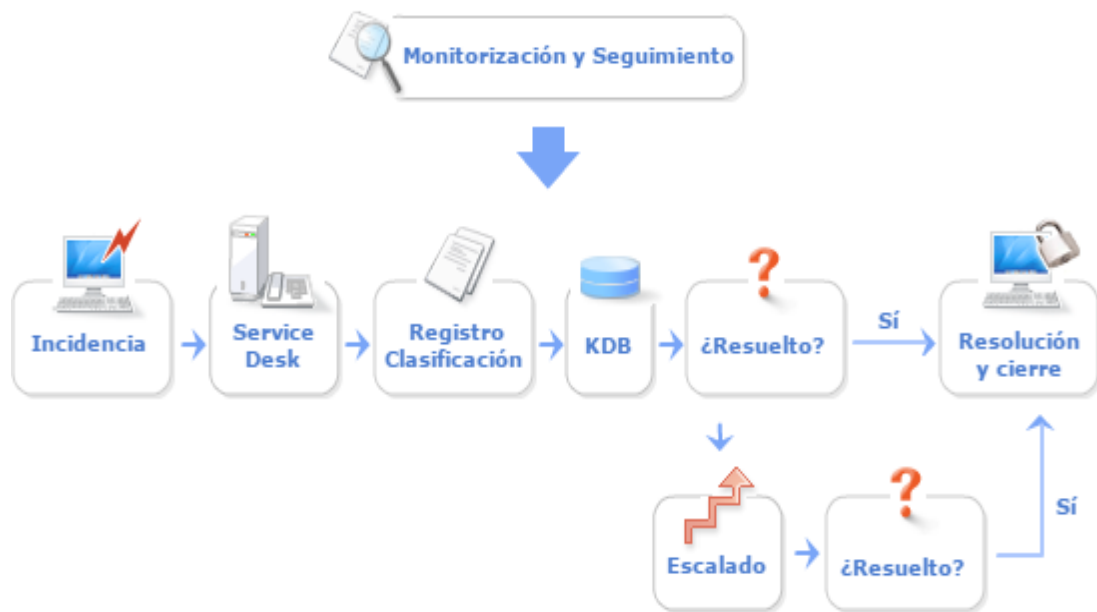 Monitorización y Seguimiento
Incidencia
Service
Desk
Registro
Clasificación
KDB
¿Resuelto?
Sí
Resolución
y cierre
Escalado
¿Resuelto?
Sí